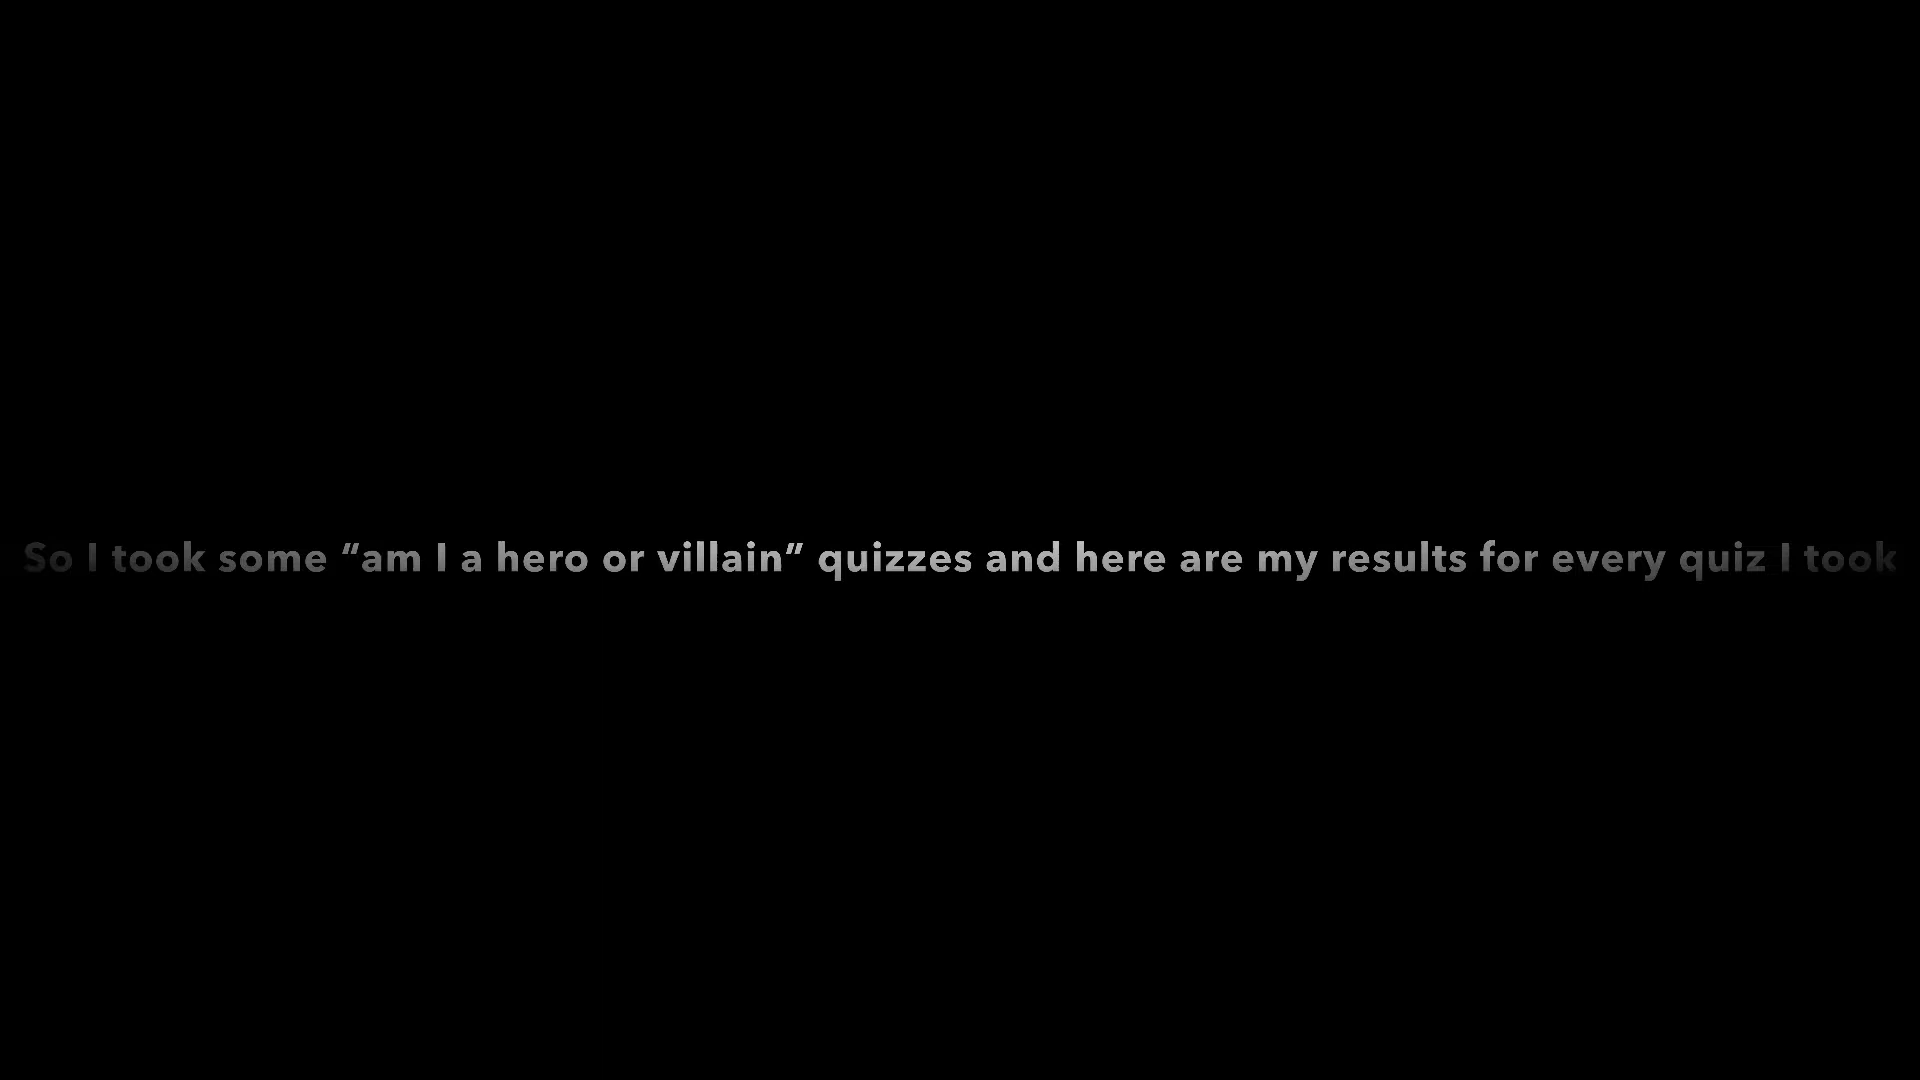 So I took some “am I a hero or villain” quizzes and here are my results for every quiz I took